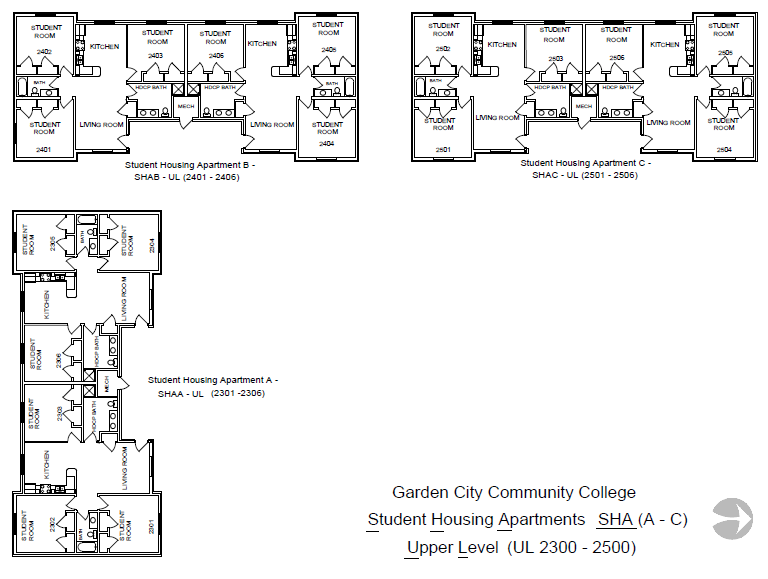 STUDENT
ROOM
2402
KITCHEN
STUDENT
ROOM
2403
STUDENT
ROOM
2406
KITCHEN
STUDENT
ROOM
2405
BATH
HDCP BATH
HDCP BATH
BATH
MECH
STUDENT
ROOM
2401
LIVING ROOM
LIVING ROOM
STUDENT
ROOM
2404
Student Housing Apartment B -
SHAB - UL (2401 - 2406)
STUDENT
ROOM
2502
KITCHEN
STUDENT
ROOM
2503
STUDENT
ROOM
2506
KITCHEN
STUDENT
ROOM
2505
BATH
HDCP BATH
HDCP BATH
BATH
MECH
STUDENT
ROOM
2501
LIVING ROOM
LIVING ROOM
STUDENT
ROOM
2504
Student Housing Apartment C -
SHAC - UL (2501 - 2506)
STUDENT
ROOM
2305
BATH
STUDENT
ROOM
2304
KITCHEN
LIVING ROOM
STUDENT
ROOM
2306
HDCP BATH
MECH
STUDENT
ROOM
2303
HDCP BATH
KITCHEN
LIVING ROOM
STUDENT
ROOM
2302
BATH
STUDENT
ROOM
2301
Student Housing Apartment A -
SHAA - UL (2301 -2306)
Garden City Community College
Student Housing Apartments SHA (A - C)
Upper Level (UL 2300 - 2500)